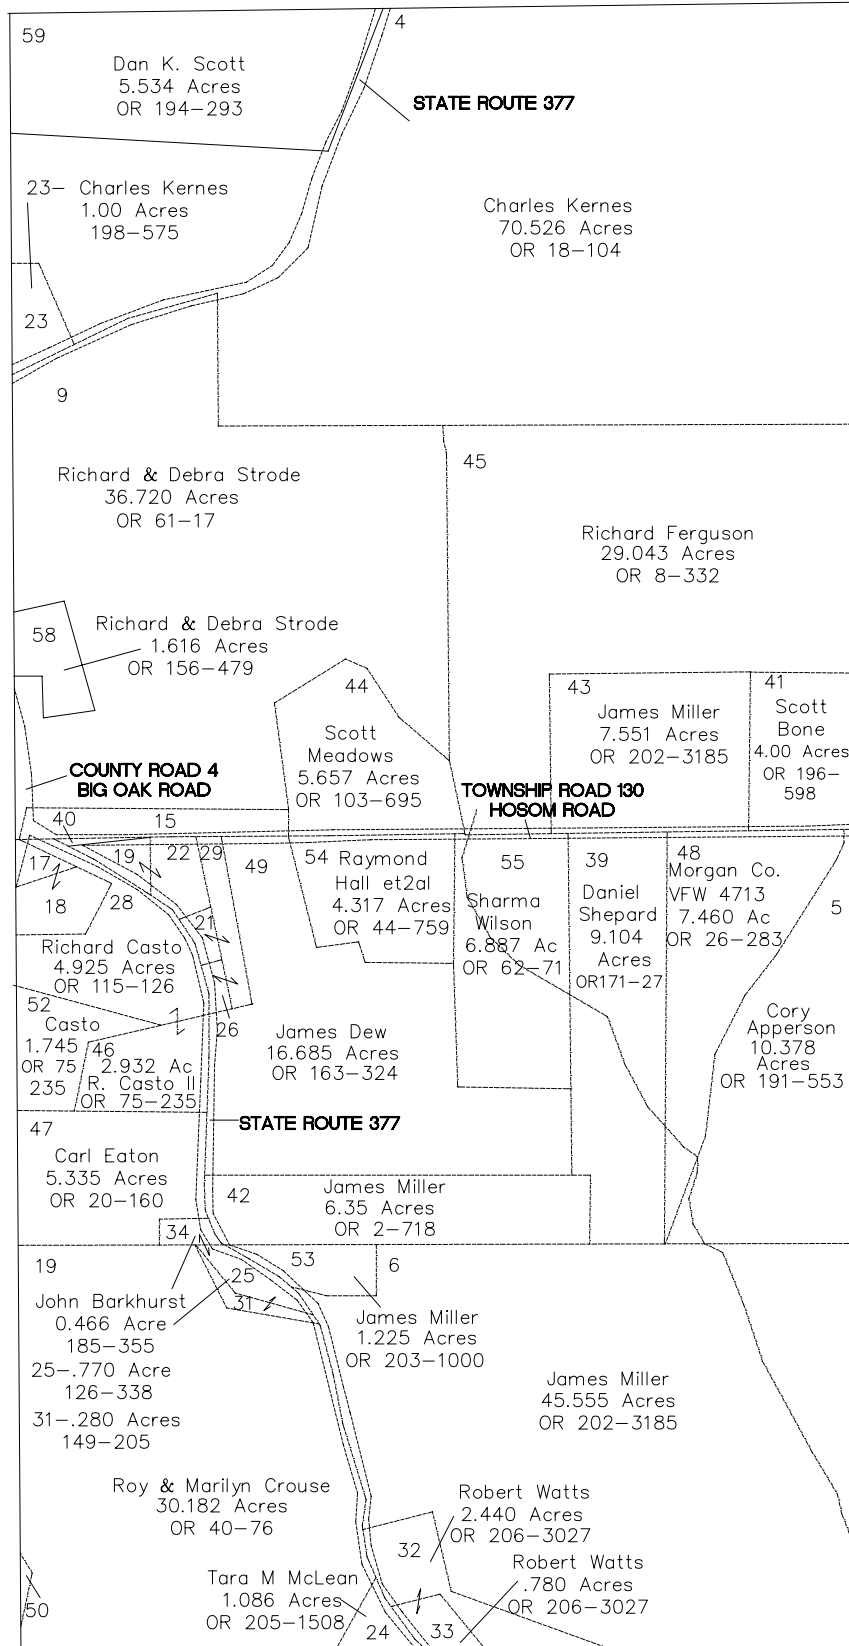 59
4
Dan K. Scott
5.534 Acres
OR 194-293
STATE ROUTE 377
23- Charles Kernes
1.00 Acres
198-575
Charles Kernes
70.526 Acres
OR 18-104
23
9
45
Richard & Debra Strode
36.720 Acres
OR 61-17
Richard Ferguson
29.043 Acres
OR 8-332
58
Richard & Debra Strode
1.616 Acres
OR 156-479
44
Scott
Meadows
5.657 Acres
OR 103-695
43
James Miller
7.551 Acres
OR 202-3185
41
Scott
Bone
4.00 Acres
OR 196-
598
COUNTY ROAD 4
BIG OAK ROAD
TOWNSHIP ROAD 130
HOSOM ROAD
40
15
17
19
22
29
49
54
Raymond
Hall et2al
4.317 Acres
OR 44-759
55
Sharma
Wilson
6.887 Ac
OR 62-71
39
Daniel
Shepard
9.104
Acres
OR171-27
48
Morgan Co.
VFW 4713
7.460 Ac
OR 26-283
5
18
28
21
Richard Casto
4.925 Acres
OR 115-126
52
Casto
1.745
OR 75
235
46
2.932 Ac
R. Casto II
OR 75-235
26
James Dew
16.685 Acres
OR 163-324
Cory
Apperson
10.378
Acres
OR 191-553
STATE ROUTE 377
47
Carl Eaton
5.335 Acres
OR 20-160
42
James Miller
6.35 Acres
OR 2-718
34
19
25
31
53
6
John Barkhurst
0.466 Acre
185-355
25-.770 Acre
126-338
31-.280 Acres
149-205
James Miller
1.225 Acres
OR 203-1000
James Miller
45.555 Acres
OR 202-3185
Roy & Marilyn Crouse
30.182 Acres
OR 40-76
Robert Watts
2.440 Acres
OR 206-3027
32
Robert Watts
.780 Acres
OR 206-3027
Tara M McLean
1.086 Acres
OR 205-1508
50
24
33